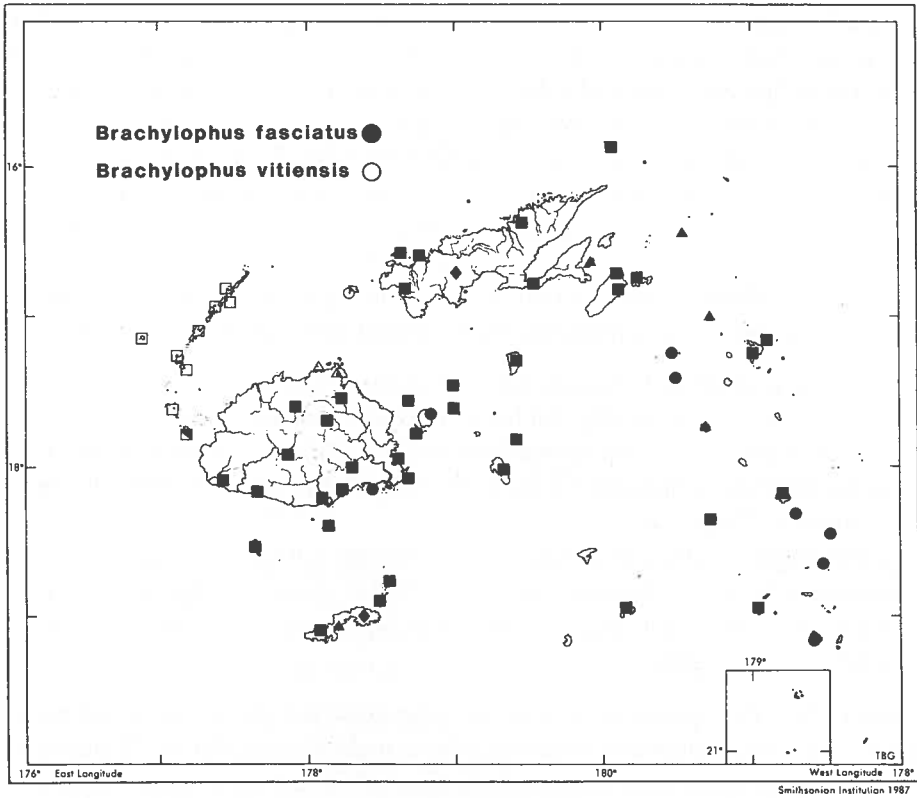 Brachylophus fasciatus
Brachylophus vitiensis
16°
18°
179°
21°
TBG
176° East Longitude 178° 180° West Longitude 178°
Smithsonian Institution 1987